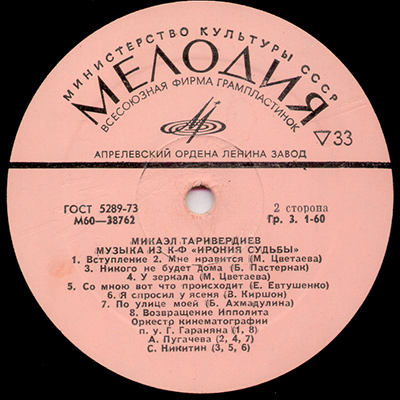 МИНИСТЕРСТВО КУЛЬТУРЫ СССР
МЕЛОДИЯ
ВСЕСОЮЗНАЯ ФИРМА ГРАМПЛАСТИНОК
33
АПРЕЛЕВСКИЙ ОРДЕНА ЛЕНИНА ЗАВОД
ГОСТ 5289-73
М60—38762
2 сторона
Гр. 3. 1-60
МИКАЭЛ ТАРИВЕРДИЕВ
МУЗЫКА ИЗ К-Ф «ИРОНИЯ СУДЬБЫ»
1. Вступление 2. Мне нравится (М. Цветаева)
3. Никого не будет дома (Б. Пастернак)
4. У зеркала (М. Цветаева)
5. Со мною вот что происходит (Е. Евтушенко)
6. Я спросил у ясеня (В. Киршон)
7. По улице моей (Б. Ахмадулина)
8. Возвращение Ипполита
Оркестр кинематографии
п. у Г. Гараняна (1, 8)
А. Пугачева (2, 4, 7)
С. Никитин (3, 5, 6)